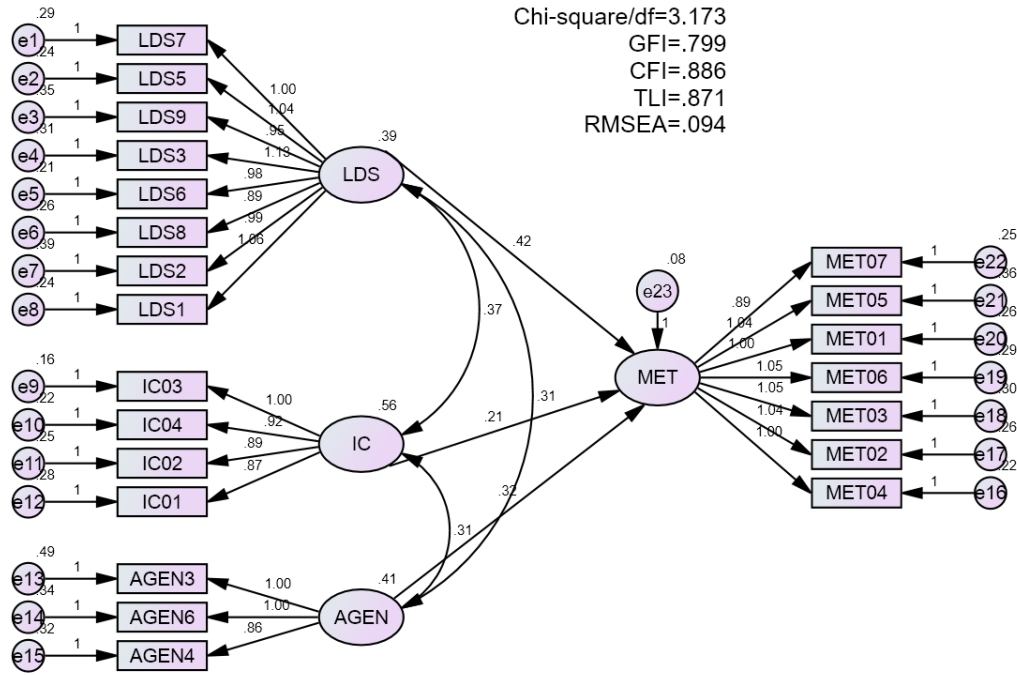 Chi-square/df=3.173
GFI=.799
CFI=.886
TLI=.871
RMSEA=.094
.29
e1 1 LDS7
.24
e2 1 LDS5
.35
e3 1 LDS9
.31
e4 1 LDS3
.21
e5 1 LDS6
.26
e6 1 LDS8
.39
e7 1 LDS2
.24
e8 1 LDS1
1.00
1.04
.95
1.13
.98
.89
.99
1.06
.39
LDS
.16
e9 1 IC03
.22
e10 1 IC04
.25
e11 1 IC02
.28
e12 1 IC01
1.00
.92
.89
.87
.56
IC
.49
e13 1 AGEN3
.34
e14 1 AGEN6
.32
e15 1 AGEN4
1.00
1.00
.86
.41
AGEN
.42
.37
.31
.21
.32
.31
.08
e23
1
MET
.89
1.04
1.00
1.05
1.05
1.04
1.00
.25
MET07 1 e22
.36
MET05 1 e21
.26
MET01 1 e20
.29
MET06 1 e19
.30
MET03 1 e18
.26
MET02 1 e17
.22
MET04 1 e16